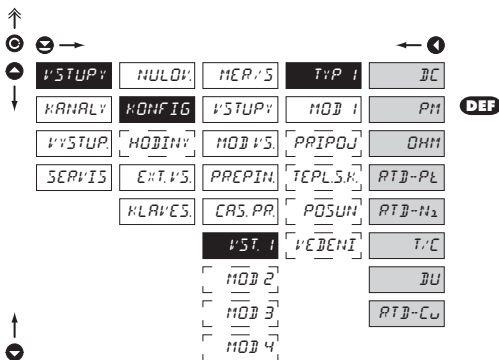 VSTUPY NULOV. MER/S TYP 1 DC
KANALY KONFIG VSTUPY MOD 1 PM DEF
VYSTUP. HODINY MOD VS. PRIPOJ OHM
SERVIS EXT. VS. PREPIN. TEPL.S.K. RTD-Pt
KLAVES. CAS. PR. POSUN RTD-Ni
VST. 1 VEDENI T/C
MOD 2 DU
MOD 3 RTD-Cu
MOD 4